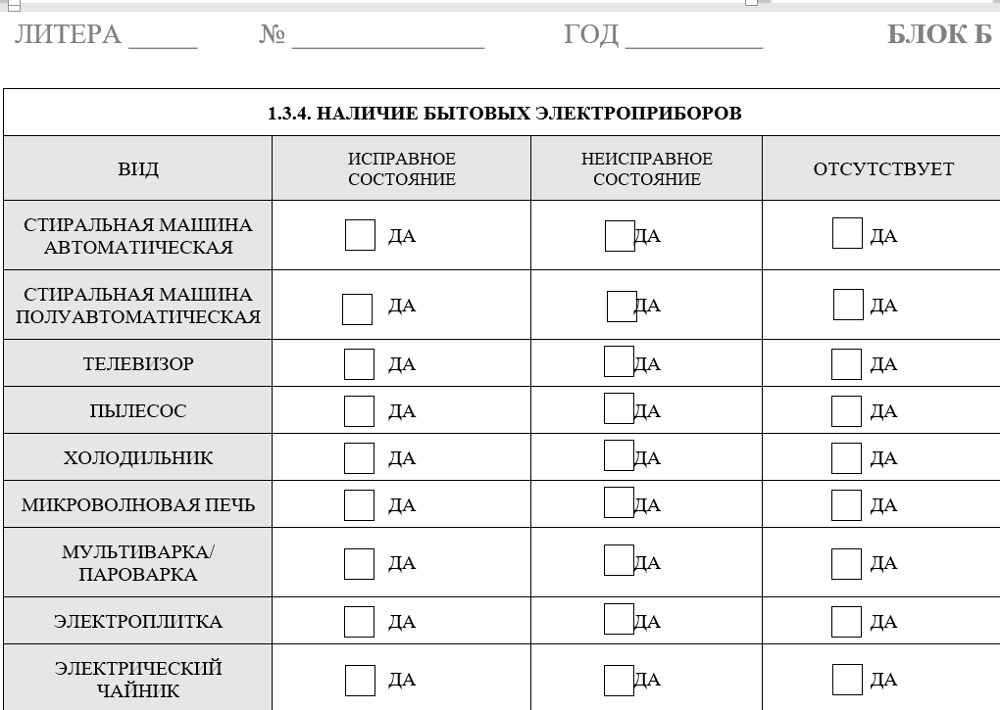 ЛИТЕРА _____ № ______________ ГОД __________ БЛОК Б
1.3.4. НАЛИЧИЕ БЫТОВЫХ ЭЛЕКТРОПРИБОРОВ
ВИД
ИСПРАВНОЕ
СОСТОЯНИЕ
НЕИСПРАВНОЕ
СОСТОЯНИЕ
ОТСУТСТВУЕТ
СТИРАЛЬНАЯ МАШИНА
АВТОМАТИЧЕСКАЯ
ДА ДА ДА
СТИРАЛЬНАЯ МАШИНА
ПОЛУАВТОМАТИЧЕСКАЯ
ДА ДА ДА
ТЕЛЕВИЗОР ДА ДА ДА
ПЫЛЕСОС ДА ДА ДА
ХОЛОДИЛЬНИК ДА ДА ДА
МИКРОВОЛНОВАЯ ПЕЧЬ ДА ДА ДА
МУЛЬТИВАРКА/
ПАРОВАРКА
ДА ДА ДА
ЭЛЕКТРОПЛИТКА ДА ДА ДА
ЭЛЕКТРИЧЕСКИЙ
ЧАЙНИК
ДА ДА ДА